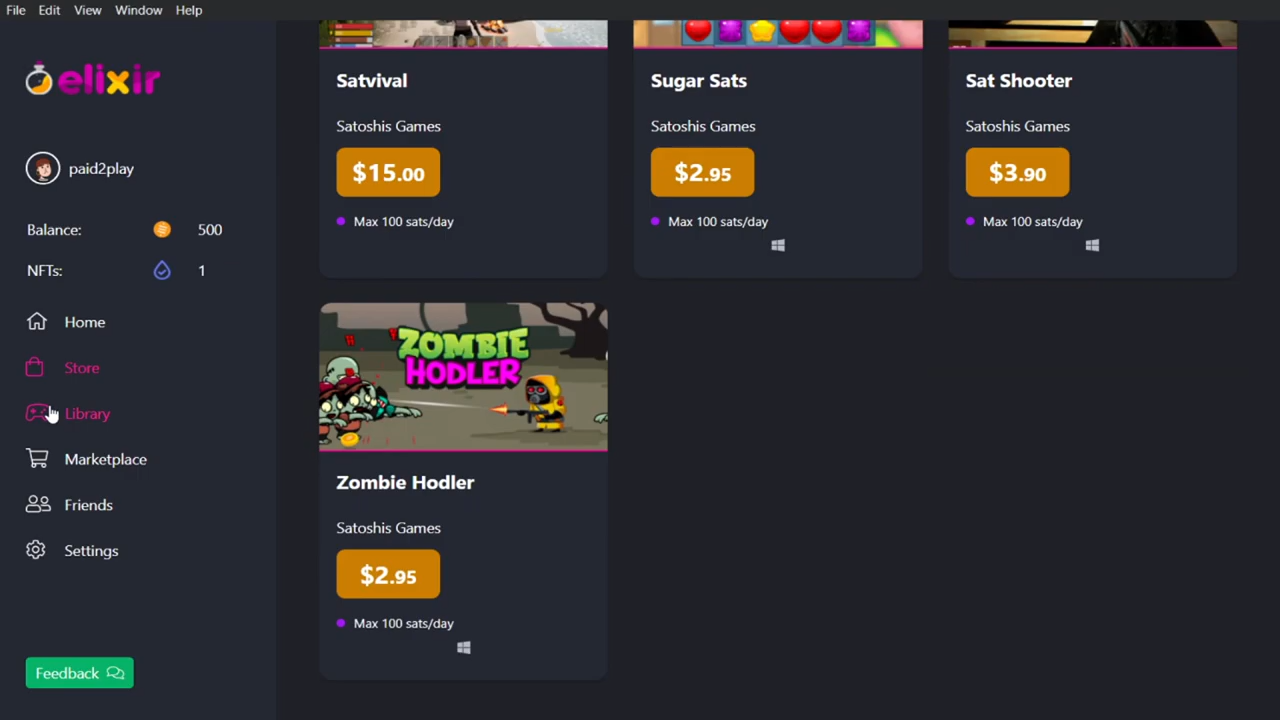 File Edit View Window Help
elixir
paid2play
Balance: 500
NFTs: 1
Home
Store
Library
Marketplace
Friends
Settings
Feedback
Satvival
Satoshis Games
$15.00
Max 100 sats/day
Sugar Sats
Satoshis Games
$2.95
Max 100 sats/day
Sat Shooter
Satoshis Games
$3.90
Max 100 sats/day
ZOMBIE
HODLER
Zombie Hodler
Satoshis Games
$2.95
Max 100 sats/day